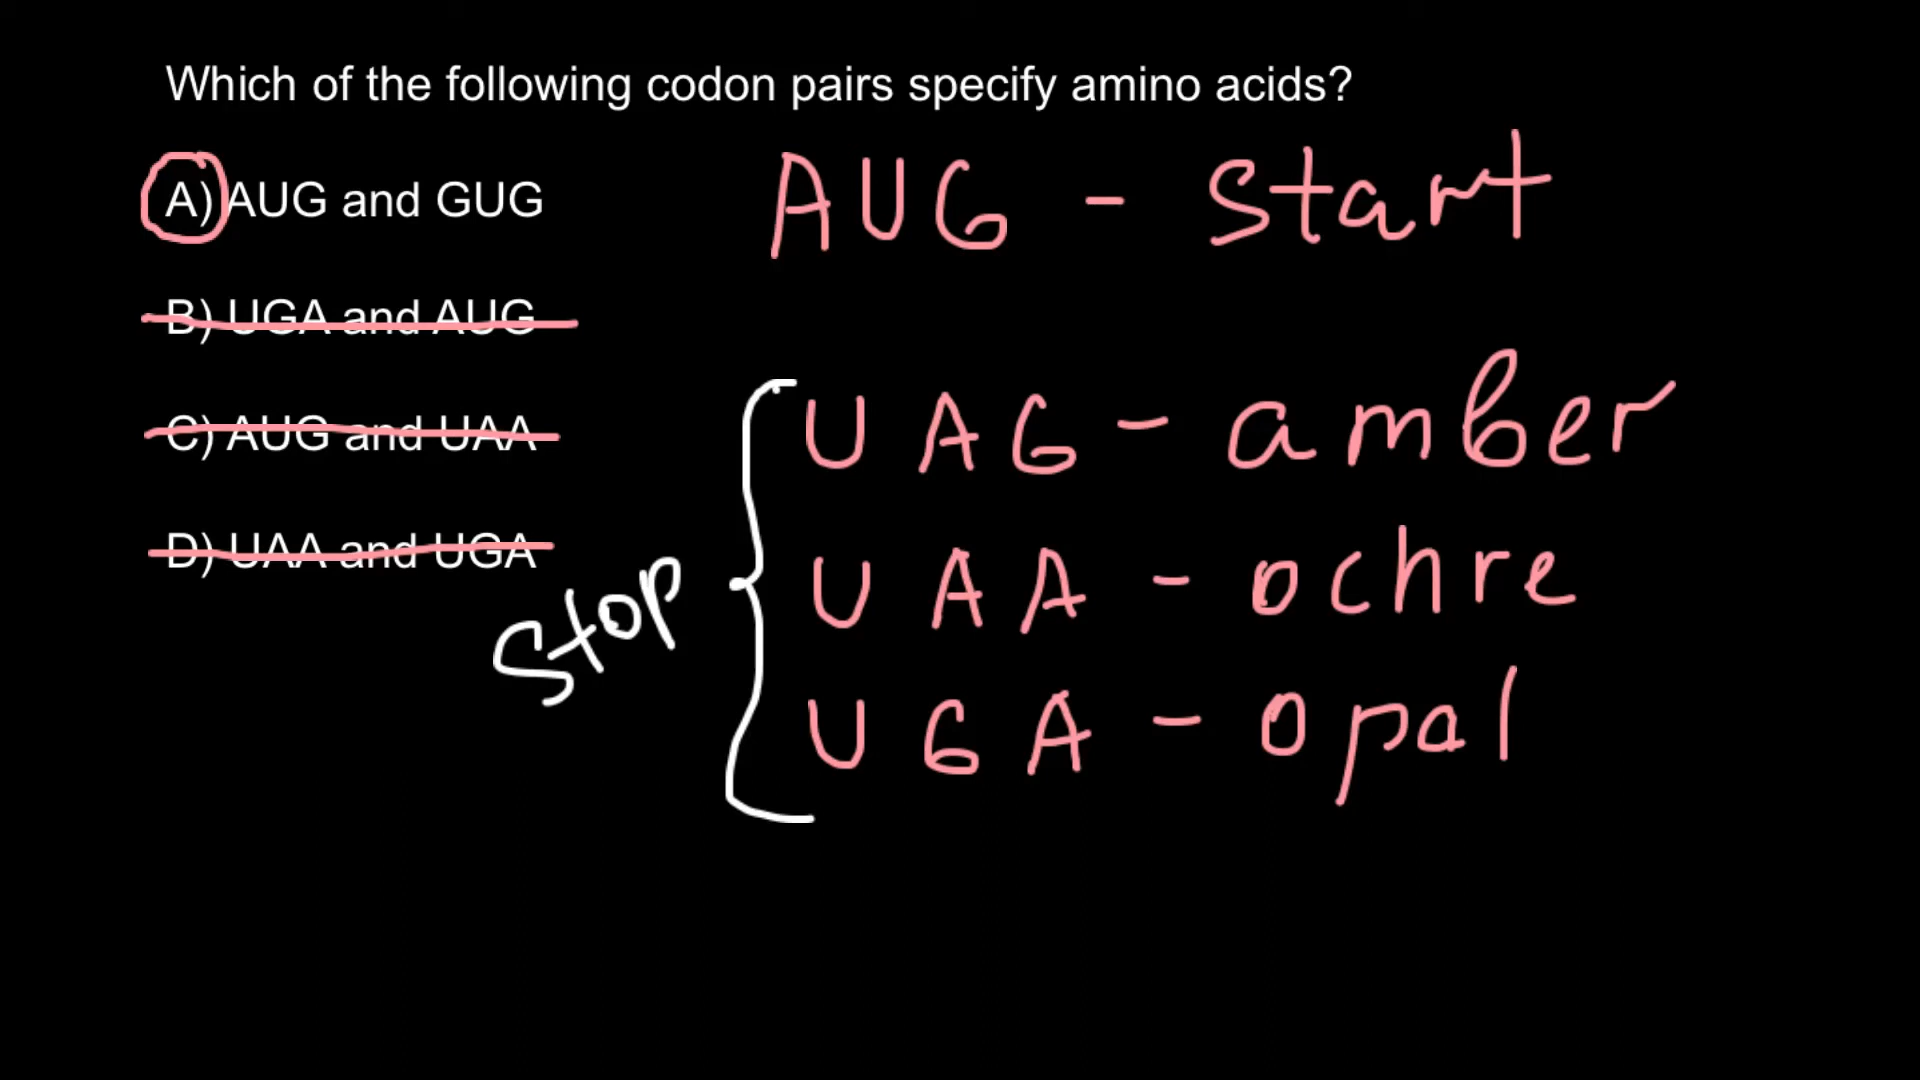 Which of the following codon pairs specify amino acids?
A) AUG and GUG
AUG - start
B) UGA and AUG
C) AUG and UAA
D) UAA and UGA
stop
UAG - amber
UAA - ochre
UGA - opal